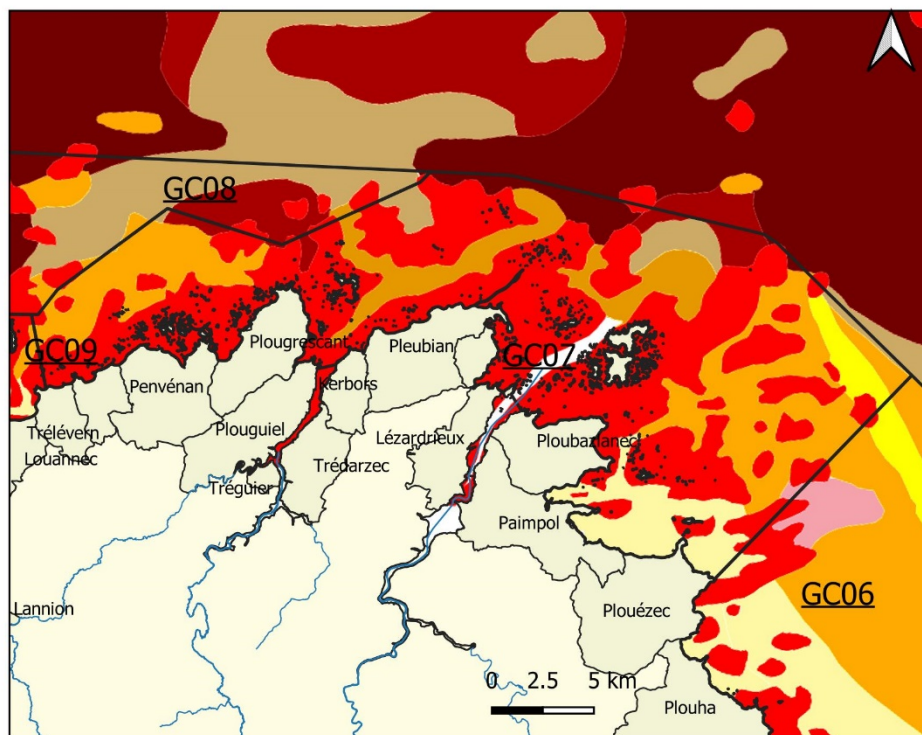 GC08
GC09
Plougrescant
Pleubian
GC07
Penvénan
Kerbors
Trélévern
Plouguiel
Lézardrieux
Ploubazlanec
Louannec
Trédarzec
Tréguier
Paimpol
Lannion
Plouézec
GC06
0 2.5 5 km
Plouha